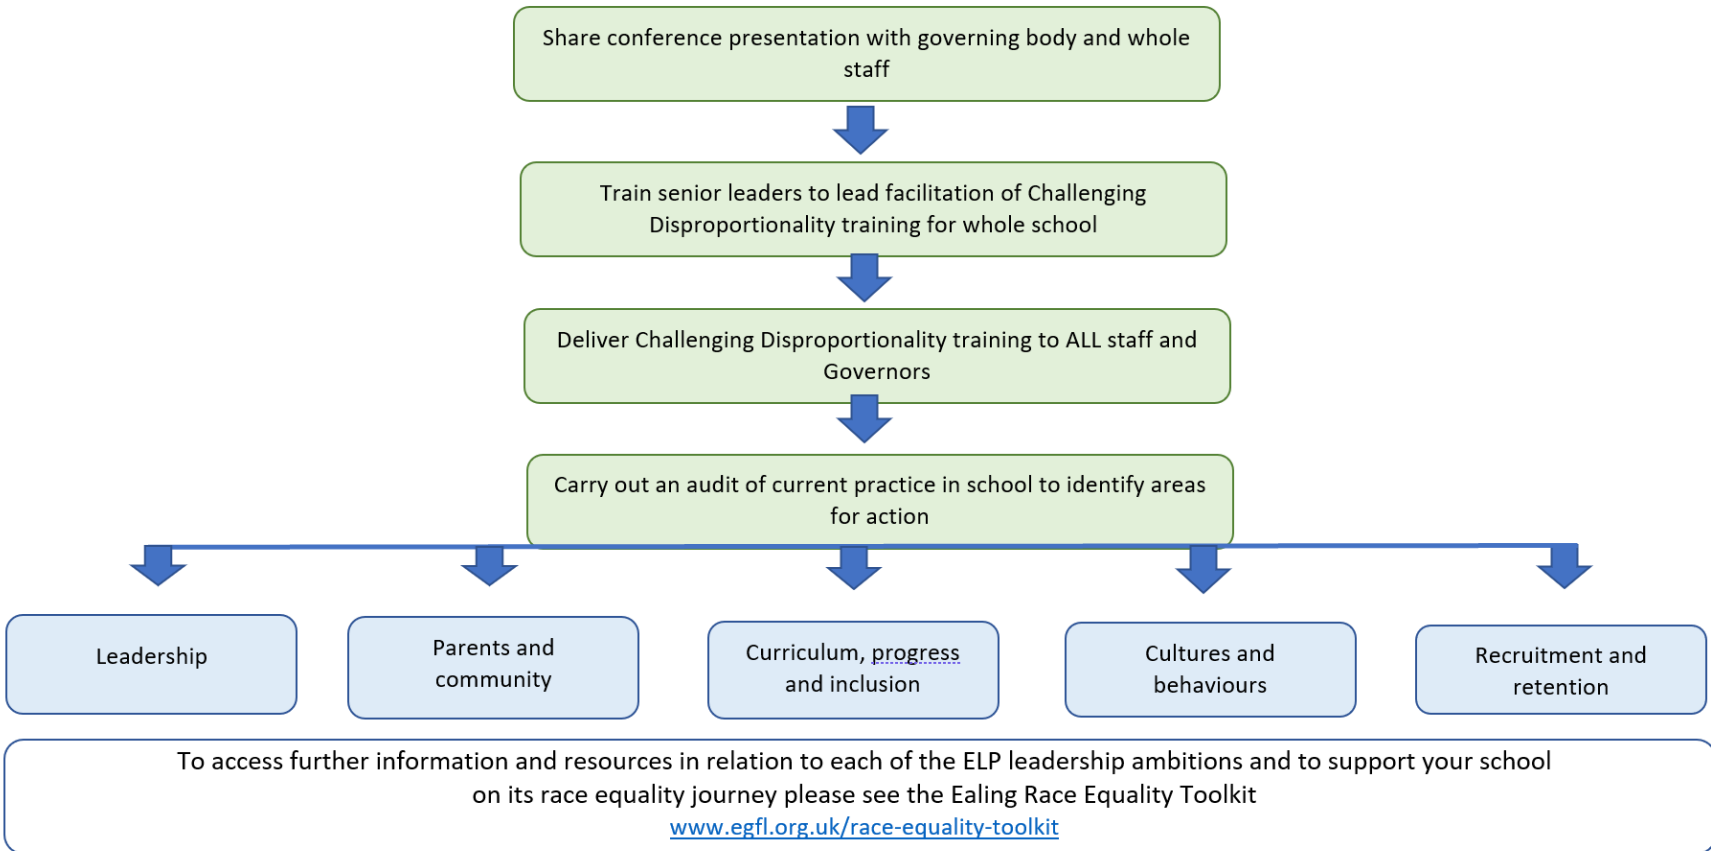 Share conference presentation with governing body and whole
staff
Train senior leaders to lead facilitation of Challenging
Disproportionality training for whole school
Deliver Challenging Disproportionality training to ALL staff and
Governors
Carry out an audit of current practice in school to identify areas
for action
Leadership
Parents and
community
Curriculum, progress
and inclusion
Cultures and
behaviours
Recruitment and
retention
To access further information and resources in relation to each of the ELP leadership ambitions and to support your school
on its race equality journey please see the Ealing Race Equality Toolkit
www.egfl.org.uk/race-equality-toolkit